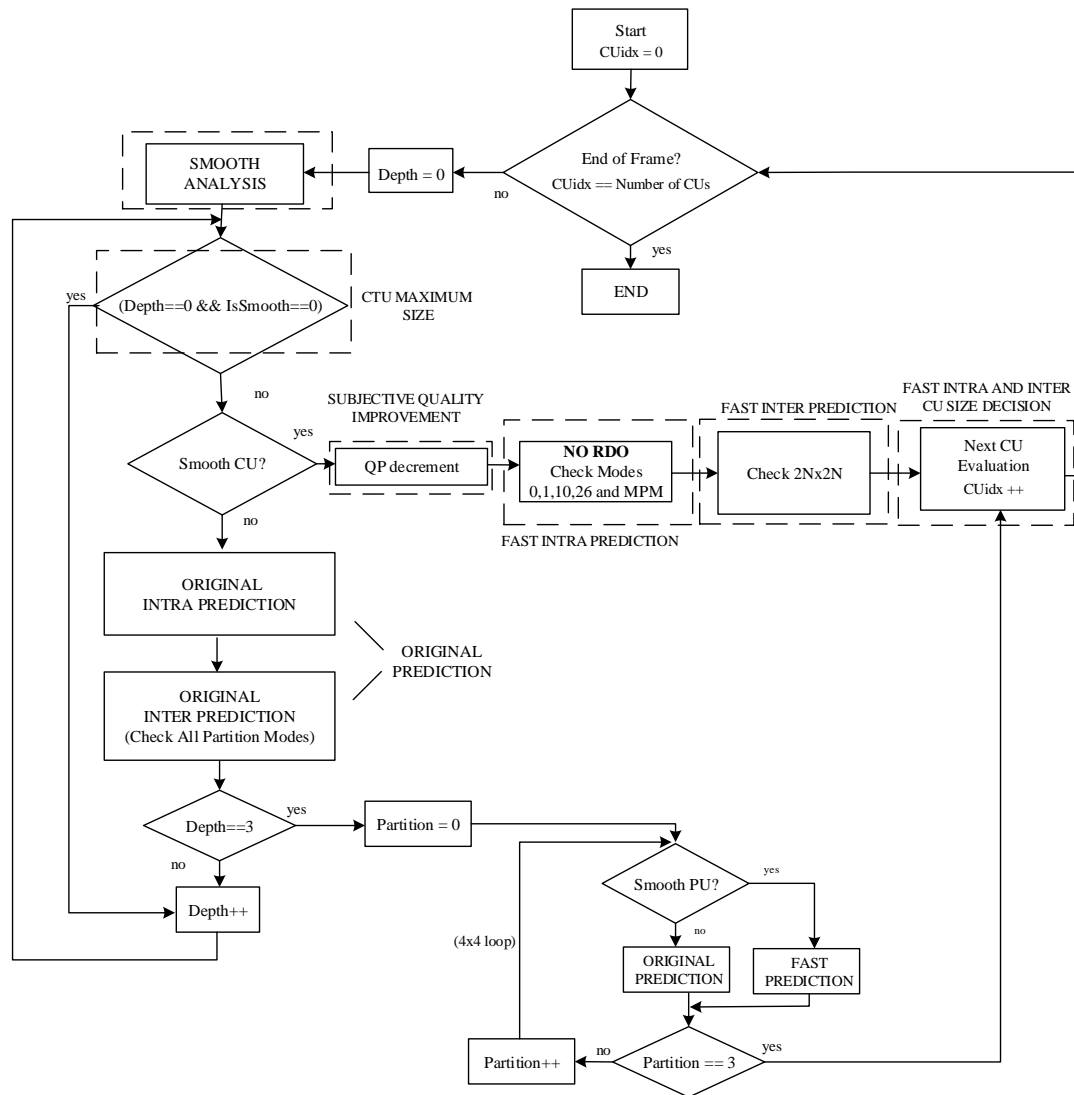 Start
CUidx = 0
End of Frame?
CUidx == Number of CUs
no
yes
END
Depth = 0
SMOOTH
ANALYSIS
yes
(Depth==0 && IsSmooth==0)
CTU MAXIMUM
SIZE
no
Smooth CU?
yes
no
SUBJECTIVE QUALITY
IMPROVEMENT
QP decrement
NO RDO
Check Modes
0,1,10,26 and MPM
FAST INTRA PREDICTION
FAST INTER PREDICTION
Check 2Nx2N
FAST INTRA AND INTER
CU SIZE DECISION
Next CU
Evaluation
CUidx ++
ORIGINAL
INTRA PREDICTION
ORIGINAL
PREDICTION
ORIGINAL
INTER PREDICTION
(Check All Partition Modes)
Depth==3
yes
no
Depth++
Partition = 0
Smooth PU?
yes
no
(4x4 loop)
ORIGINAL
PREDICTION
FAST
PREDICTION
Partition == 3
yes
no
Partition++